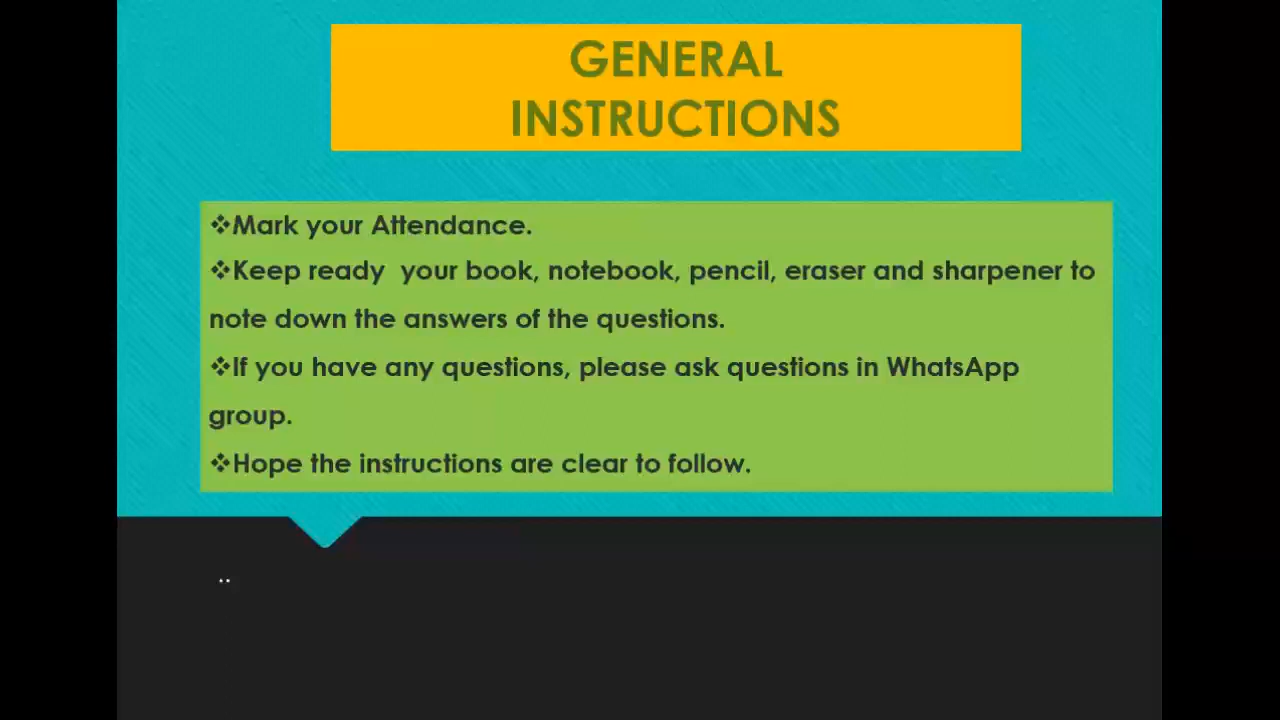 GENERAL
INSTRUCTIONS
❖Mark your Attendance.
❖Keep ready  your book, notebook, pencil, eraser and sharpener to
note down the answers of the questions.
❖If you have any questions, please ask questions in WhatsApp
group.
❖Hope the instructions are clear to follow.
..